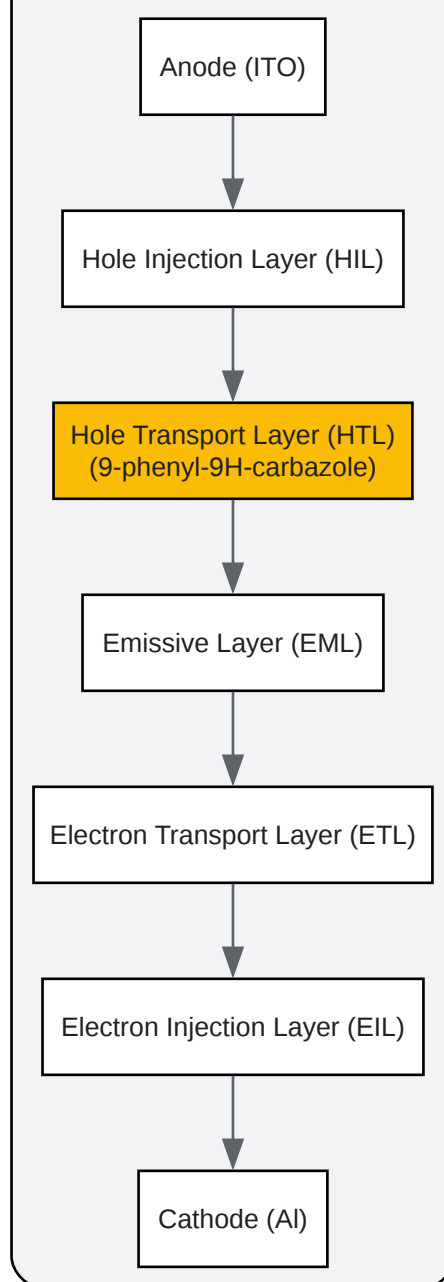 Anode (ITO)
Hole Injection Layer (HIL)
Hole Transport Layer (HTL)
(9-phenyl-9H-carbazole)
Emissive Layer (EML)
Electron Transport Layer (ETL)
Electron Injection Layer (EIL)
Cathode (Al)